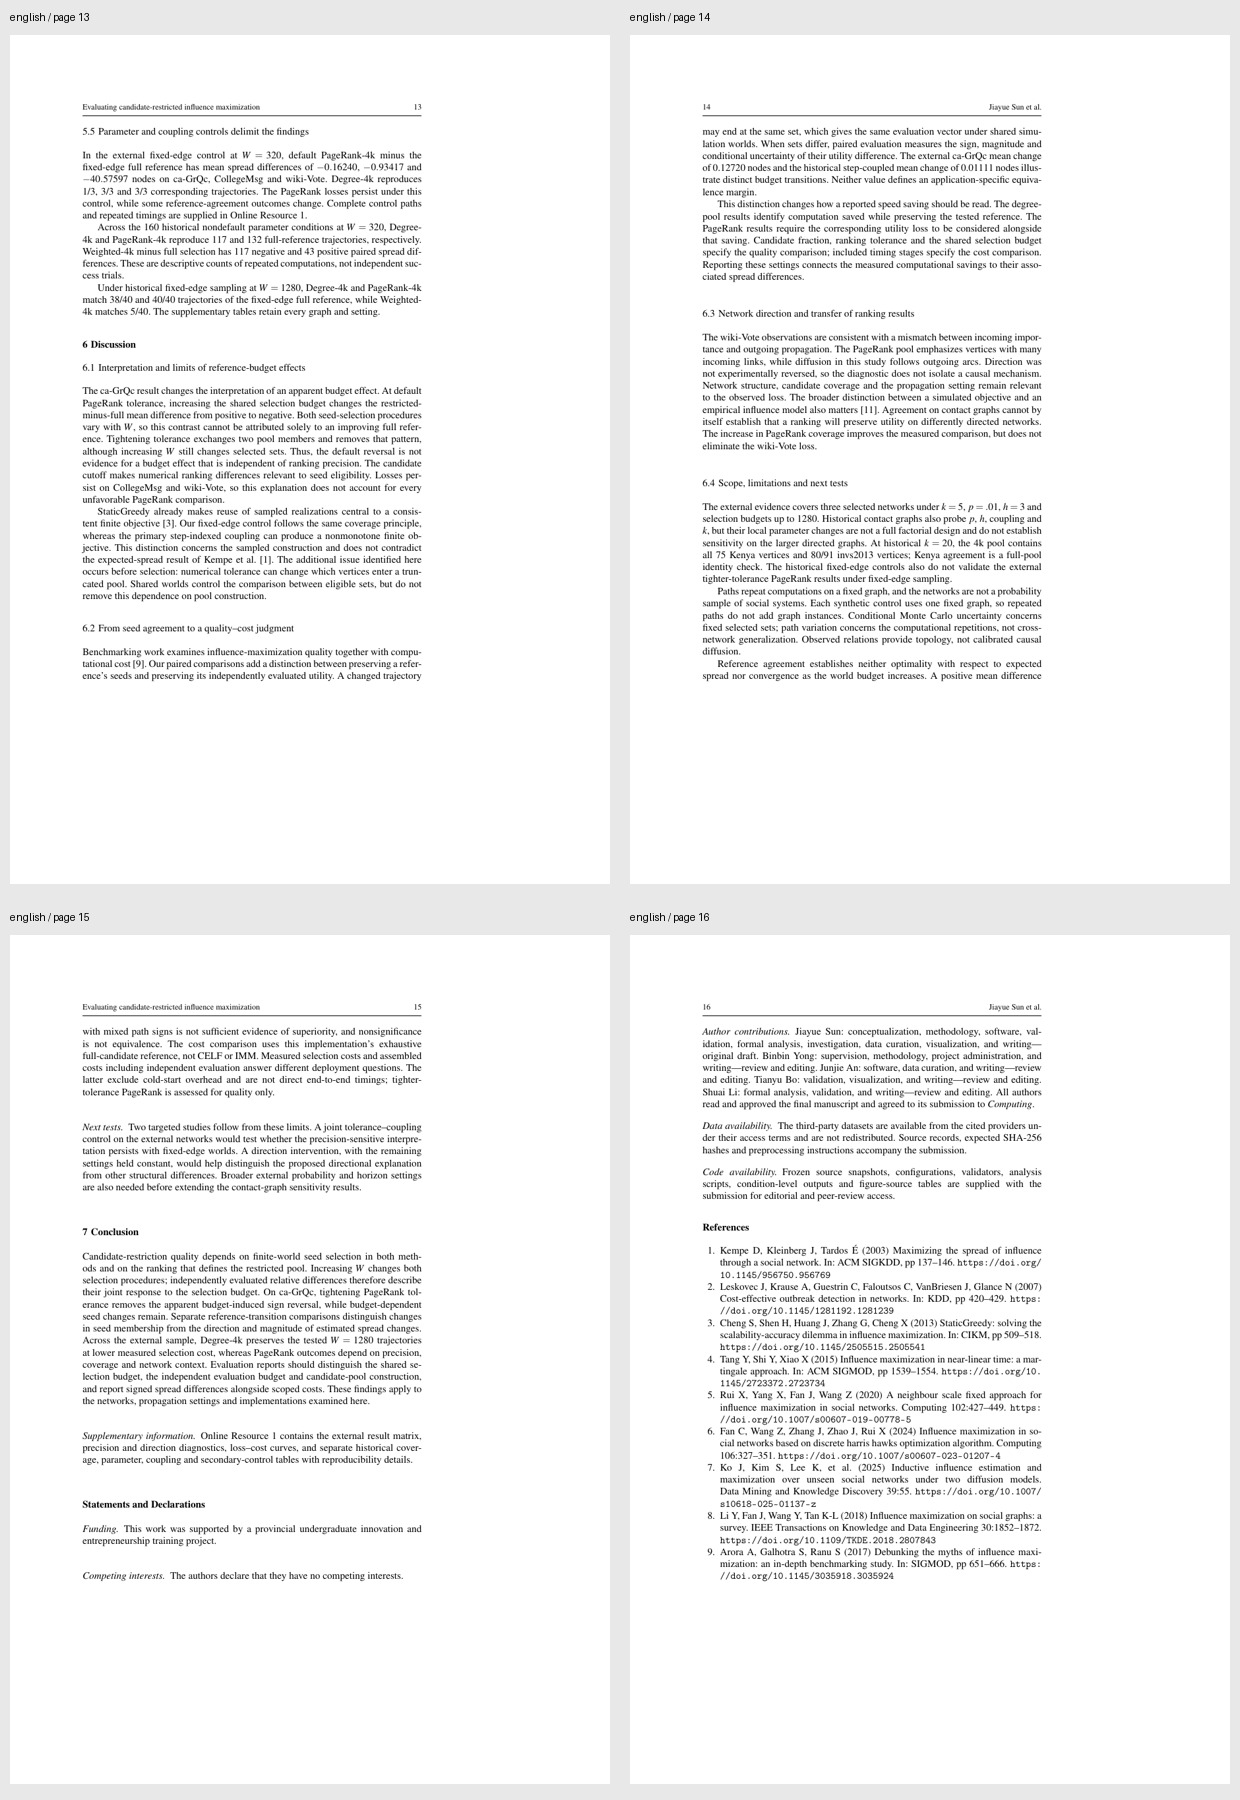 english / page 13
Evaluating candidate-restricted influence maximization 13
5.5 Parameter and coupling controls delimit the findings
In the external fixed-edge control at W = 320, default PageRank-4k minus the
fixed-edge full reference has mean spread differences of −0.16240, −0.93417 and
−40.57597 nodes on ca-GrQc, CollegeMsg and wiki-Vote. Degree-4k reproduces
1/3, 3/3 and 3/3 corresponding trajectories. The PageRank losses persist under this
control, while some reference-agreement outcomes change. Complete control paths
and repeated timings are supplied in Online Resource 1.
Across the 160 historical nondefault parameter conditions at W = 320, Degree-
4k and PageRank-4k reproduce 117 and 132 full-reference trajectories, respectively.
Weighted-4k minus full selection has 117 negative and 43 positive paired spread dif-
ferences. These are descriptive counts of repeated computations, not independent suc-
cess trials.
Under historical fixed-edge sampling at W = 1280, Degree-4k and PageRank-4k
match 38/40 and 40/40 trajectories of the fixed-edge full reference, while Weighted-
4k matches 5/40. The supplementary tables retain every graph and setting.
6 Discussion
6.1 Interpretation and limits of reference-budget effects
The ca-GrQc result changes the interpretation of an apparent budget effect. At default
PageRank tolerance, increasing the shared selection budget changes the restricted-
minus-full mean difference from positive to negative. Both seed-selection procedures
vary with W, so this contrast cannot be attributed solely to an improving full refer-
ence. Tightening tolerance exchanges two pool members and removes that pattern,
although increasing W still changes selected sets. Thus, the default reversal is not
evidence for a budget effect that is independent of ranking precision. The candidate
cutoff makes numerical ranking differences relevant to seed eligibility. Losses per-
sist on CollegeMsg and wiki-Vote, so this explanation does not account for every
unfavorable PageRank comparison.
StaticGreedy already makes reuse of sampled realizations central to a consis-
tent finite objective [3]. Our fixed-edge control follows the same coverage principle,
whereas the primary step-indexed coupling can produce a nonmonotone finite ob-
jective. This distinction concerns the sampled construction and does not contradict
the expected-spread result of Kempe et al. [1]. The additional issue identified here
occurs before selection: numerical tolerance can change which vertices enter a trun-
cated pool. Shared worlds control the comparison between eligible sets, but do not
remove this dependence on pool construction.
6.2 From seed agreement to a quality–cost judgment
Benchmarking work examines influence-maximization quality together with compu-
tational cost [9]. Our paired comparisons add a distinction between preserving a refer-
ence's seeds and preserving its independently evaluated utility. A changed trajectory
english / page 14
14 Jiayue Sun et al.
may end at the same set, which gives the same evaluation vector under shared simu-
lation worlds. When sets differ, paired evaluation measures the sign, magnitude and
conditional uncertainty of their utility difference. The external ca-GrQc mean change
of 0.12720 nodes and the historical step-coupled mean change of 0.01111 nodes illus-
trate distinct budget transitions. Neither value defines an application-specific equiva-
lence margin.
This distinction changes how a reported speed saving should be read. The degree-
pool results identify computation saved while preserving the tested reference. The
PageRank results require the corresponding utility loss to be considered alongside
that saving. Candidate fraction, ranking tolerance and the shared selection budget
specify the quality comparison; included timing stages specify the cost comparison.
Reporting these settings connects the measured computational savings to their asso-
ciated spread differences.
6.3 Network direction and transfer of ranking results
The wiki-Vote observations are consistent with a mismatch between incoming impor-
tance and outgoing propagation. The PageRank pool emphasizes vertices with many
incoming links, while diffusion in this study follows outgoing arcs. Direction was
not experimentally reversed, so the diagnostic does not isolate a causal mechanism.
Network structure, candidate coverage and the propagation setting remain relevant
to the observed loss. The broader distinction between a simulated objective and an
empirical influence model also matters [11]. Agreement on contact graphs cannot by
itself establish that a ranking will preserve utility on differently directed networks.
The increase in PageRank coverage improves the measured comparison, but does not
eliminate the wiki-Vote loss.
6.4 Scope, limitations and next tests
The external evidence covers three selected networks under k = 5, p = .01, h = 3 and
selection budgets up to 1280. Historical contact graphs also probe p, h, coupling and
k, but their local parameter changes are not a full factorial design and do not establish
sensitivity on the larger directed graphs. At historical k = 20, the 4k pool contains
all 75 Kenya vertices and 80/91 invs2013 vertices; Kenya agreement is a full-pool
identity check. The historical fixed-edge controls also do not validate the external
tighter-tolerance PageRank results under fixed-edge sampling.
Paths repeat computations on a fixed graph, and the networks are not a probability
sample of social systems. Each synthetic control uses one fixed graph, so repeated
paths do not add graph instances. Conditional Monte Carlo uncertainty concerns
fixed selected sets; path variation concerns the computational repetitions, not cross-
network generalization. Observed relations provide topology, not calibrated causal
diffusion.
Reference agreement establishes neither optimality with respect to expected
spread nor convergence as the world budget increases. A positive mean difference
english / page 15
Evaluating candidate-restricted influence maximization 15
with mixed path signs is not sufficient evidence of superiority, and nonsignificance
is not equivalence. The cost comparison uses this implementation's exhaustive
full-candidate reference, not CELF or IMM. Measured selection costs and assembled
costs including independent evaluation answer different deployment questions. The
latter exclude cold-start overhead and are not direct end-to-end timings; tighter-
tolerance PageRank is assessed for quality only.
Next tests. Two targeted studies follow from these limits. A joint tolerance–coupling
control on the external networks would test whether the precision-sensitive interpre-
tation persists with fixed-edge worlds. A direction intervention, with the remaining
settings held constant, would help distinguish the proposed directional explanation
from other structural differences. Broader external probability and horizon settings
are also needed before extending the contact-graph sensitivity results.
7 Conclusion
Candidate-restriction quality depends on finite-world seed selection in both meth-
ods and on the ranking that defines the restricted pool. Increasing W changes both
selection procedures; independently evaluated relative differences therefore describe
their joint response to the selection budget. On ca-GrQc, tightening PageRank tol-
erance removes the apparent budget-induced sign reversal, while budget-dependent
seed changes remain. Separate reference-transition comparisons distinguish changes
in seed membership from the direction and magnitude of estimated spread changes.
Across the external sample, Degree-4k preserves the tested W = 1280 trajectories
at lower measured selection cost, whereas PageRank outcomes depend on precision,
coverage and network context. Evaluation reports should distinguish the shared se-
lection budget, the independent evaluation budget and candidate-pool construction,
and report signed spread differences alongside scoped costs. These findings apply to
the networks, propagation settings and implementations examined here.
Supplementary information. Online Resource 1 contains the external result matrix,
precision and direction diagnostics, loss–cost curves, and separate historical cover-
age, parameter, coupling and secondary-control tables with reproducibility details.
Statements and Declarations
Funding. This work was supported by a provincial undergraduate innovation and
entrepreneurship training project.
Competing interests. The authors declare that they have no competing interests.
english / page 16
16 Jiayue Sun et al.
Author contributions. Jiayue Sun: conceptualization, methodology, software, val-
idation, formal analysis, investigation, data curation, visualization, and writing—
original draft. Binbin Yong: supervision, methodology, project administration, and
writing—review and editing. Junjie An: software, data curation, and writing—review
and editing. Tianyu Bo: validation, visualization, and writing—review and editing.
Shuai Li: formal analysis, validation, and writing—review and editing. All authors
read and approved the final manuscript and agreed to its submission to Computing.
Data availability. The third-party datasets are available from the cited providers un-
der their access terms and are not redistributed. Source records, expected SHA-256
hashes and preprocessing instructions accompany the submission.
Code availability. Frozen source snapshots, configurations, validators, analysis
scripts, condition-level outputs and figure-source tables are supplied with the
submission for editorial and peer-review access.
References
1. Kempe D, Kleinberg J, Tardos É (2003) Maximizing the spread of influence
through a social network. In: ACM SIGKDD, pp 137–146. https://doi.org/
10.1145/956750.956769
2. Leskovec J, Krause A, Guestrin C, Faloutsos C, VanBriesen J, Glance N (2007)
Cost-effective outbreak detection in networks. In: KDD, pp 420–429. https:
//doi.org/10.1145/1281192.1281239
3. Cheng S, Shen H, Huang J, Zhang G, Cheng X (2013) StaticGreedy: solving the
scalability-accuracy dilemma in influence maximization. In: CIKM, pp 509–518.
https://doi.org/10.1145/2505515.2505541
4. Tang Y, Shi Y, Xiao X (2015) Influence maximization in near-linear time: a mar-
tingale approach. In: ACM SIGMOD, pp 1539–1554. https://doi.org/10.
1145/2723372.2723734
5. Rui X, Yang X, Fan J, Wang Z (2020) A neighbour scale fixed approach for
influence maximization in social networks. Computing 102:427–449. https:
//doi.org/10.1007/s00607-019-00778-5
6. Fan C, Wang Z, Zhang J, Zhao J, Rui X (2024) Influence maximization in so-
cial networks based on discrete harris hawks optimization algorithm. Computing
106:327–351. https://doi.org/10.1007/s00607-023-01207-4
7. Ko J, Kim S, Lee K, et al. (2025) Inductive influence estimation and
maximization over unseen social networks under two diffusion models.
Data Mining and Knowledge Discovery 39:55. https://doi.org/10.1007/
s10618-025-01137-z
8. Li Y, Fan J, Wang Y, Tan K-L (2018) Influence maximization on social graphs: a
survey. IEEE Transactions on Knowledge and Data Engineering 30:1852–1872.
https://doi.org/10.1109/TKDE.2018.2807843
9. Arora A, Galhotra S, Ranu S (2017) Debunking the myths of influence maxi-
mization: an in-depth benchmarking study. In: SIGMOD, pp 651–666. https:
//doi.org/10.1145/3035918.3035924